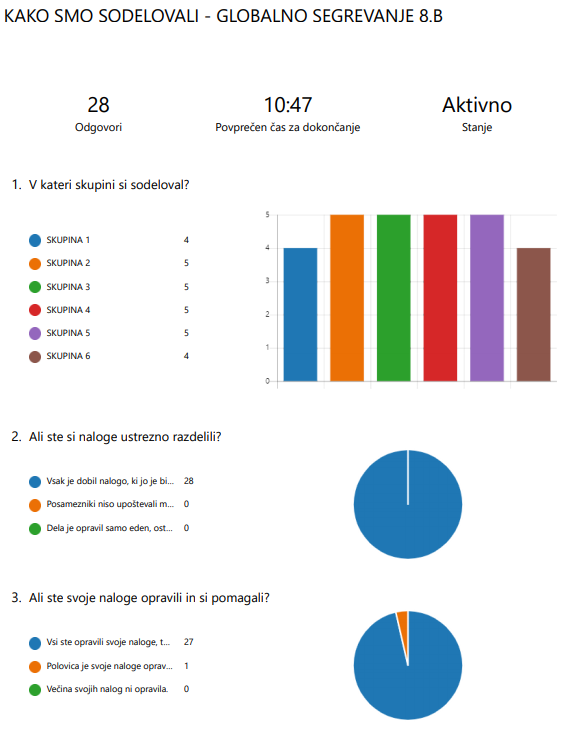 KAKO SMO SODELOVALI - GLOBALNO SEGREVANJE 8.B
28
Odgovori
10:47
Povprečen čas za dokončanje
Aktivno
Stanje
1. V kateri skupini si sodeloval?
SKUPINA 1 4
SKUPINA 2 5
SKUPINA 3 5
SKUPINA 4 5
SKUPINA 5 5
SKUPINA 6 4
5
4
3
2
1
0
2. Ali ste si naloge ustrezno razdelili?
Vsak je dobil nalogo, ki jo je bi... 28
Posamezniki niso upoštevali m... 0
Dela je opravil samo eden, ost... 0
3. Ali ste svoje naloge opravili in si pomagali?
Vsi ste opravili svoje naloge, t... 27
Polovica je svoje naloge oprav... 1
Večina svojih nalog ni opravila. 0